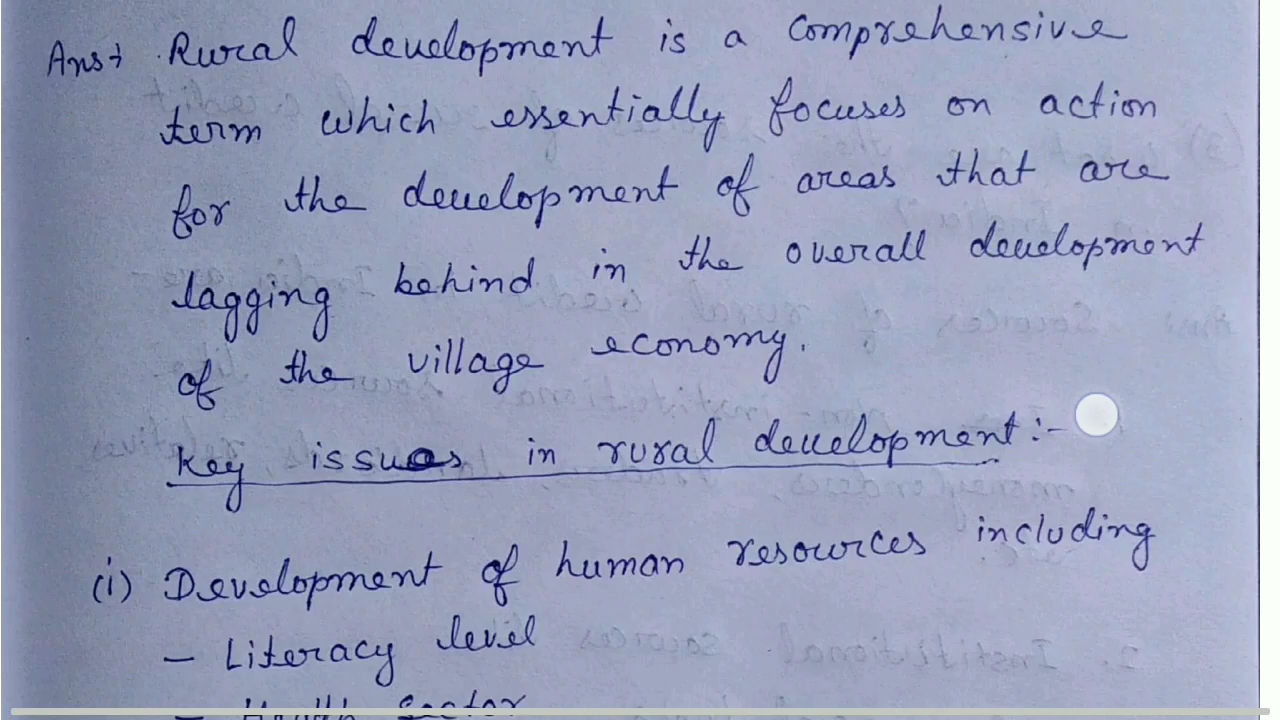 Ans→ Rural development is a comprehensive
term which essentially focuses on action
for the development of areas that are
lagging behind in the overall development
of the village economy.
Key issues in rural development :-
(i) Development of human resources including
- Literacy level
- Health Sector